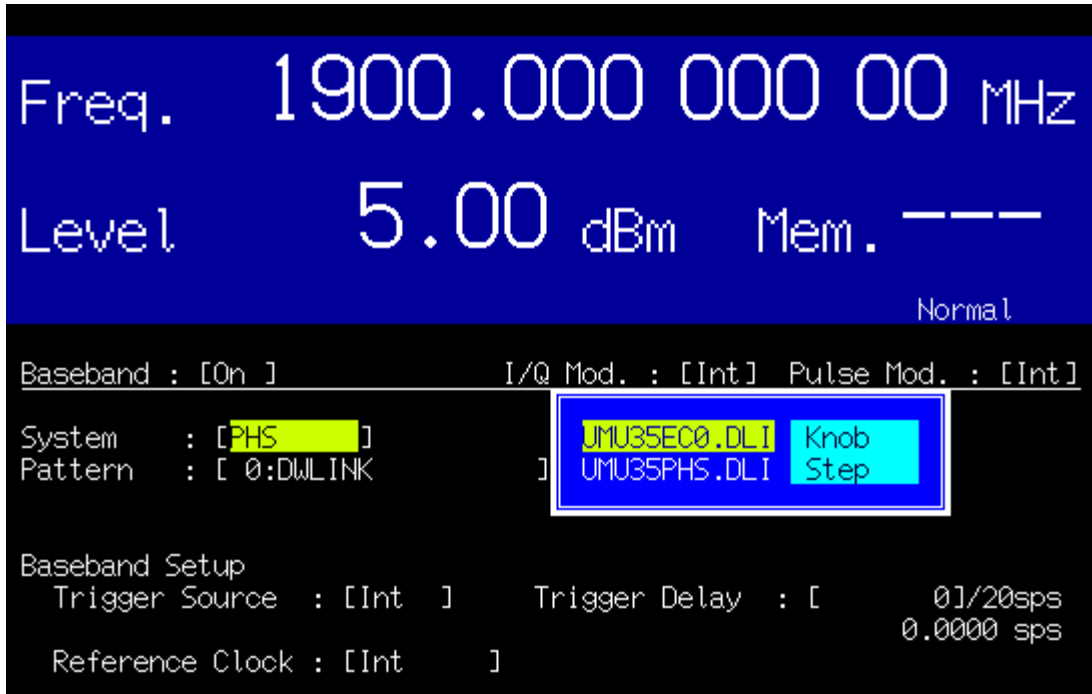 Freq. 1900.000 000 00 MHz
Level 5.00 dBm Mem. ---
Normal
Baseband : [On ] I/Q Mod. : [Int] Pulse Mod. : [Int]
System : [PHS ] UMU35EC0.DLI Knob
Pattern : [ 0:DWLINK ] UMU35PHS.DLI Step
Baseband Setup
Trigger Source : [Int ] Trigger Delay : [ 0]/20sps
0.0000 sps
Reference Clock : [Int ]